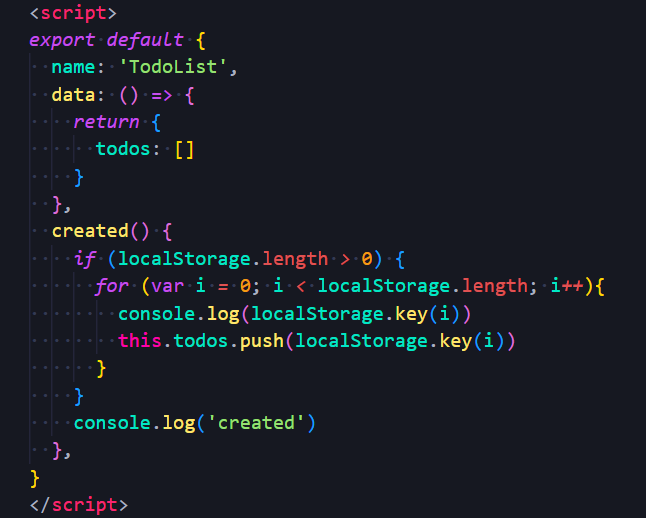 <script>
export default {
  name: 'TodoList',
  data: () => {
    return {
      todos: []
    }
  },
  created() {
    if (localStorage.length > 0) {
      for (var i = 0; i < localStorage.length; i++){
        console.log(localStorage.key(i))
        this.todos.push(localStorage.key(i))
      }
    }
    console.log('created')
  },
}
</script>